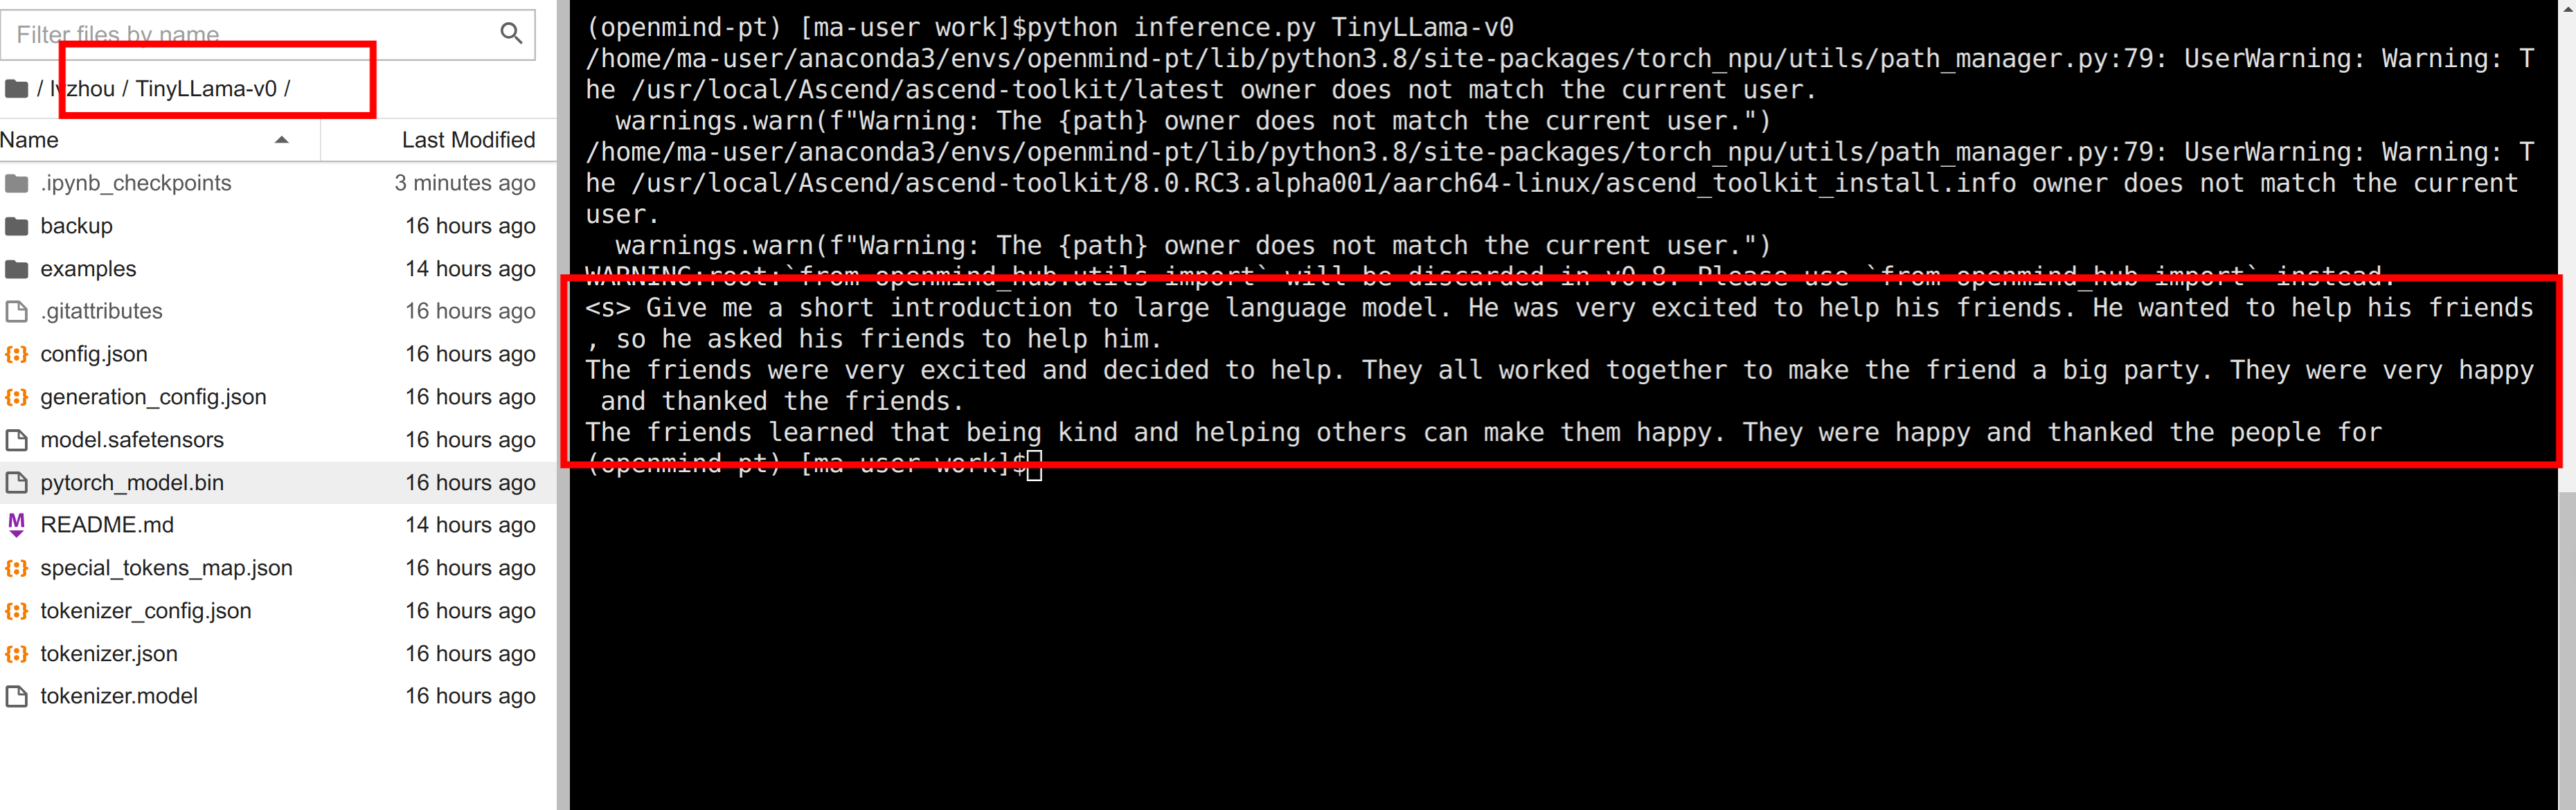 Filter files by name
/ lyzhou / TinyLLama-v0 /
Name Last Modified
.ipynb_checkpoints 3 minutes ago
backup 16 hours ago
examples 14 hours ago
.gitattributes 16 hours ago
config.json 16 hours ago
generation_config.json 16 hours ago
model.safetensors 16 hours ago
pytorch_model.bin 16 hours ago
README.md 14 hours ago
special_tokens_map.json 16 hours ago
tokenizer_config.json 16 hours ago
tokenizer.json 16 hours ago
tokenizer.model 16 hours ago
(openmind-pt) [ma-user work]$python inference.py TinyLLama-v0
/home/ma-user/anaconda3/envs/openmind-pt/lib/python3.8/site-packages/torch_npu/utils/path_manager.py:79: UserWarning: Warning: T
he /usr/local/Ascend/ascend-toolkit/latest owner does not match the current user.
  warnings.warn(f"Warning: The {path} owner does not match the current user.")
/home/ma-user/anaconda3/envs/openmind-pt/lib/python3.8/site-packages/torch_npu/utils/path_manager.py:79: UserWarning: Warning: T
he /usr/local/Ascend/ascend-toolkit/8.0.RC3.alpha001/aarch64-linux/ascend_toolkit_install.info owner does not match the current
user.
  warnings.warn(f"Warning: The {path} owner does not match the current user.")
WARNING:root:`from openmind_hub.utils import` will be discarded in v0.8. Please use `from openmind_hub import` instead.
<s> Give me a short introduction to large language model. He was very excited to help his friends. He wanted to help his friends
, so he asked his friends to help him.
The friends were very excited and decided to help. They all worked together to make the friend a big party. They were very happy
 and thanked the friends.
The friends learned that being kind and helping others can make them happy. They were happy and thanked the people for
(openmind-pt) [ma-user work]$